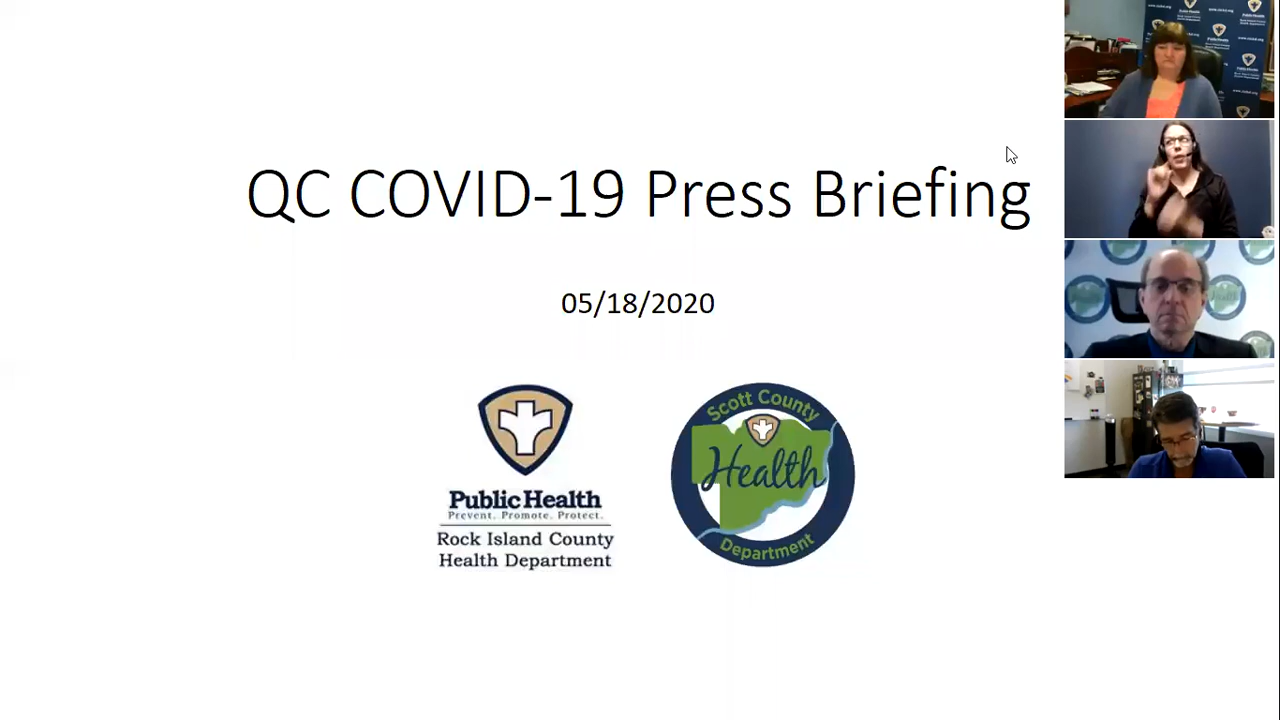 QC COVID-19 Press Briefing
05/18/2020
Public Health
Prevent. Promote. Protect.
Rock Island County
Health Department
Scott County
Health
Department